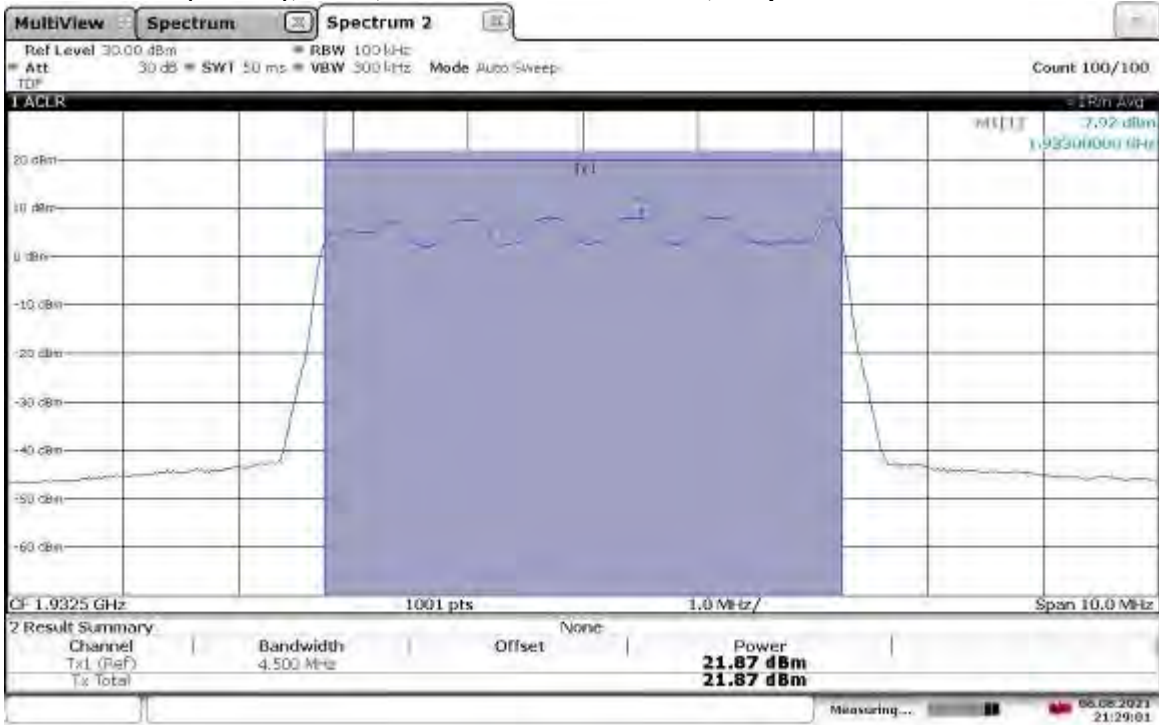 MultiView Spectrum Spectrum 2
Ref Level 30.00 dBm RBW 100 kHz
Att 30 dB SWT 50 ms VBW 300 kHz Mode Auto Sweep Count 100/100
TDF
1 ACLR 1Rm Avg
M1[1] 7.92 dBm
1.93300000 GHz
20 dBm
Tx1
10 dBm
0 dBm
-10 dBm
-20 dBm
-30 dBm
-40 dBm
-50 dBm
-60 dBm
CF 1.9325 GHz 1001 pts 1.0 MHz/ Span 10.0 MHz
2 Result Summary None
Channel Bandwidth Offset Power
Tx1 (Ref) 4.500 MHz 21.87 dBm
Tx Total 21.87 dBm
Measuring... 06.08.2021
21:29:01